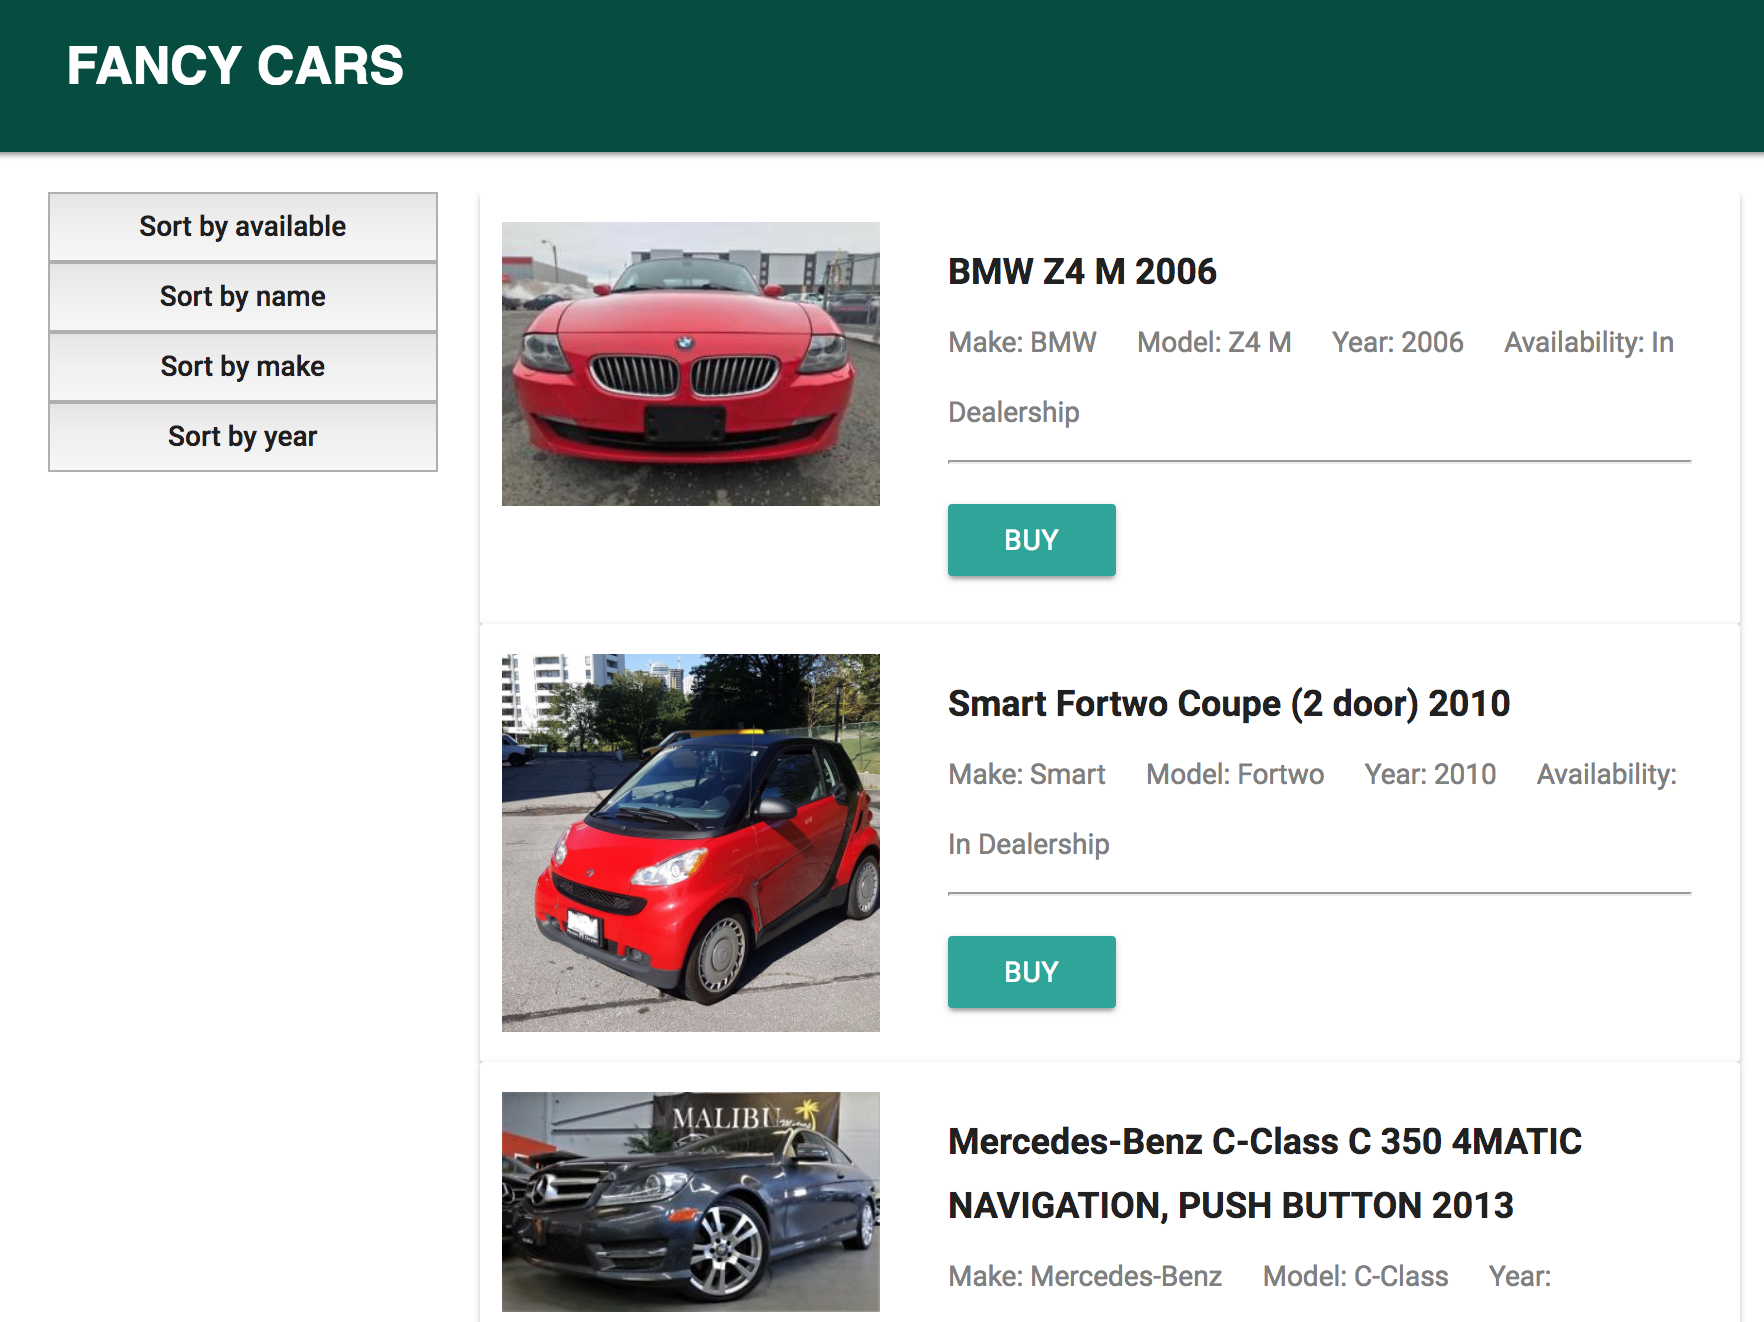 FANCY CARS
Sort by available
Sort by name
Sort by make
Sort by year
BMW Z4 M 2006
Make: BMW Model: Z4 M Year: 2006 Availability: In
Dealership
BUY
Smart Fortwo Coupe (2 door) 2010
Make: Smart Model: Fortwo Year: 2010 Availability:
In Dealership
BUY
MALIBU
Mercedes-Benz C-Class C 350 4MATIC
NAVIGATION, PUSH BUTTON 2013
Make: Mercedes-Benz Model: C-Class Year: